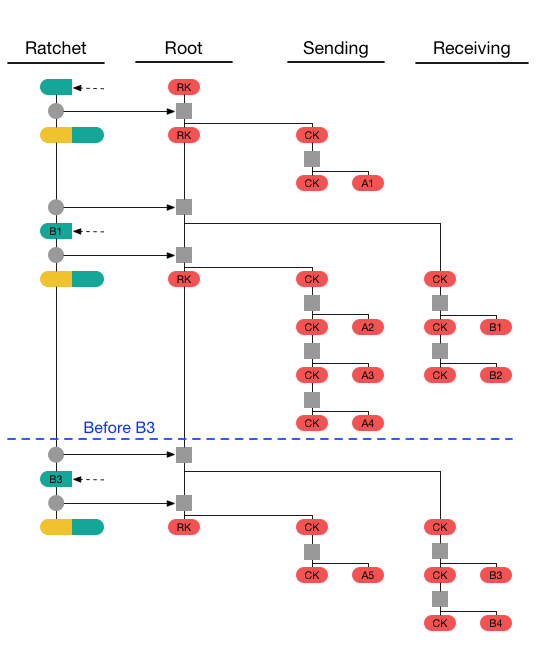 Ratchet Root Sending Receiving
RK
RK CK
CK A1
B1
RK CK CK
CK A2 CK B1
CK A3 CK B2
CK A4
Before B3
B3
RK CK CK
CK A5 CK B3
CK B4